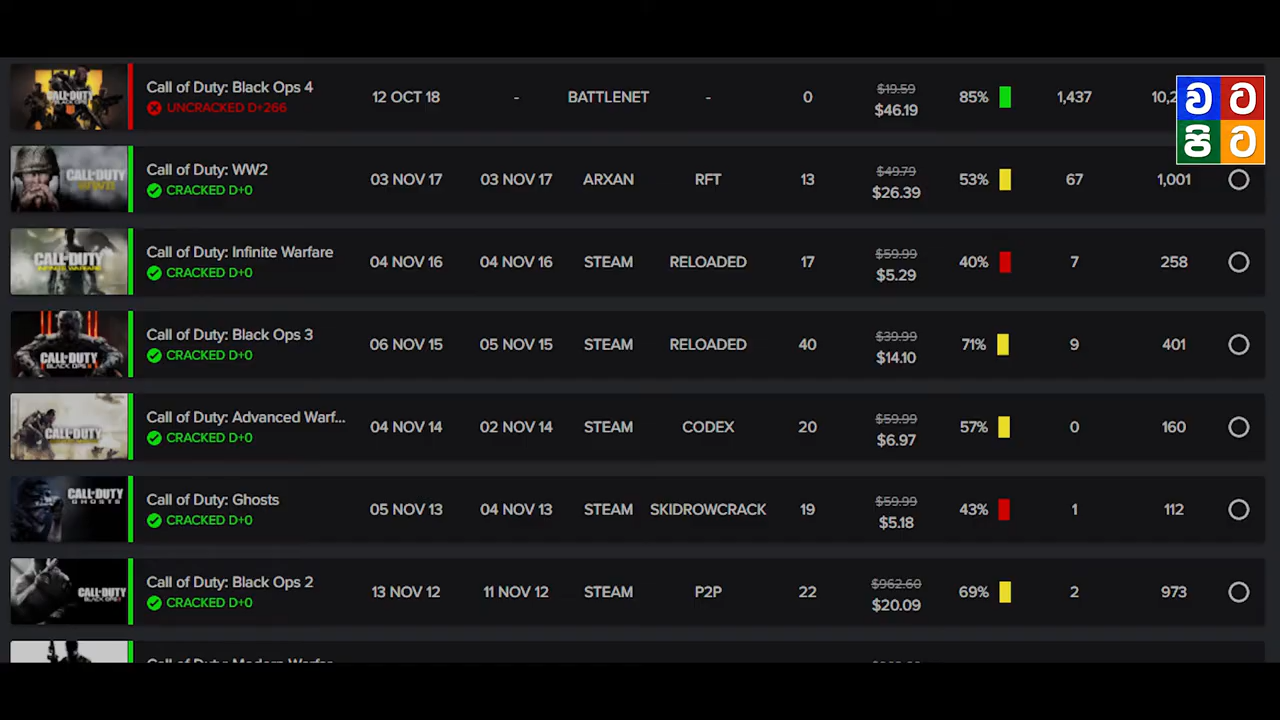 Call of Duty: Black Ops 4
UNCRACKED D+266
12 OCT 18 - BATTLENET - 0 $19.59 $46.19 85% 1,437
Call of Duty: WW2
CRACKED D+0
03 NOV 17 03 NOV 17 ARXAN RFT 13 $49.79 $26.39 53% 67 1,001
Call of Duty: Infinite Warfare
CRACKED D+0
04 NOV 16 04 NOV 16 STEAM RELOADED 17 $59.99 $5.29 40% 7 258
Call of Duty: Black Ops 3
CRACKED D+0
06 NOV 15 05 NOV 15 STEAM RELOADED 40 $39.99 $14.10 71% 9 401
Call of Duty: Advanced Warf...
CRACKED D+0
04 NOV 14 02 NOV 14 STEAM CODEX 20 $59.99 $6.97 57% 0 160
Call of Duty: Ghosts
CRACKED D+0
05 NOV 13 04 NOV 13 STEAM SKIDROWCRACK 19 $59.99 $5.18 43% 1 112
Call of Duty: Black Ops 2
CRACKED D+0
13 NOV 12 11 NOV 12 STEAM P2P 22 $962.60 $20.09 69% 2 973